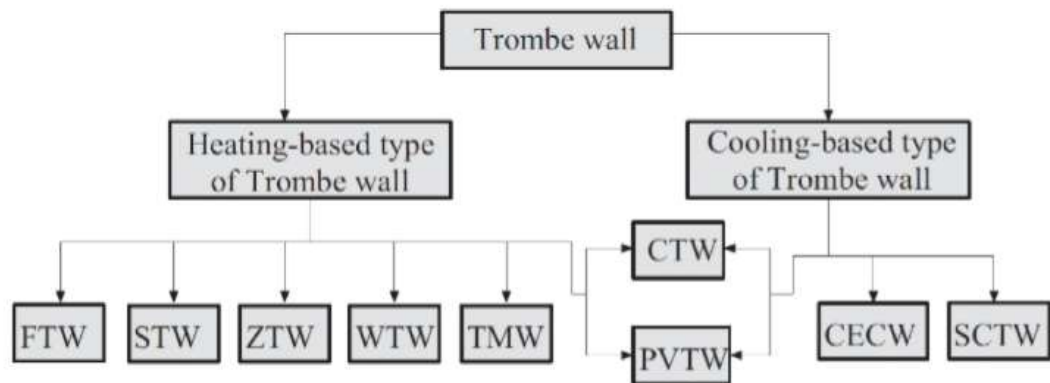 Trombe wall
Heating-based type
of Trombe wall
Cooling-based type
of Trombe wall
CTW
FTW
STW
ZTW
WTW
TMW
PVTW
CECW
SCTW